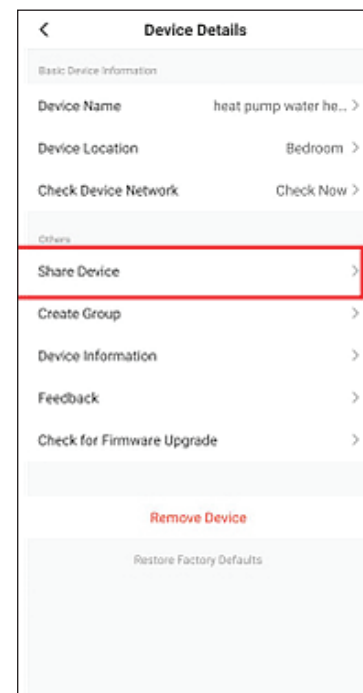 Device Details
Basic Device Information
Device Name heat pump water he... >
Device Location Bedroom >
Check Device Network Check Now >
Others
Share Device >
Create Group >
Device Information >
Feedback >
Check for Firmware Upgrade >
Remove Device
Restore Factory Defaults